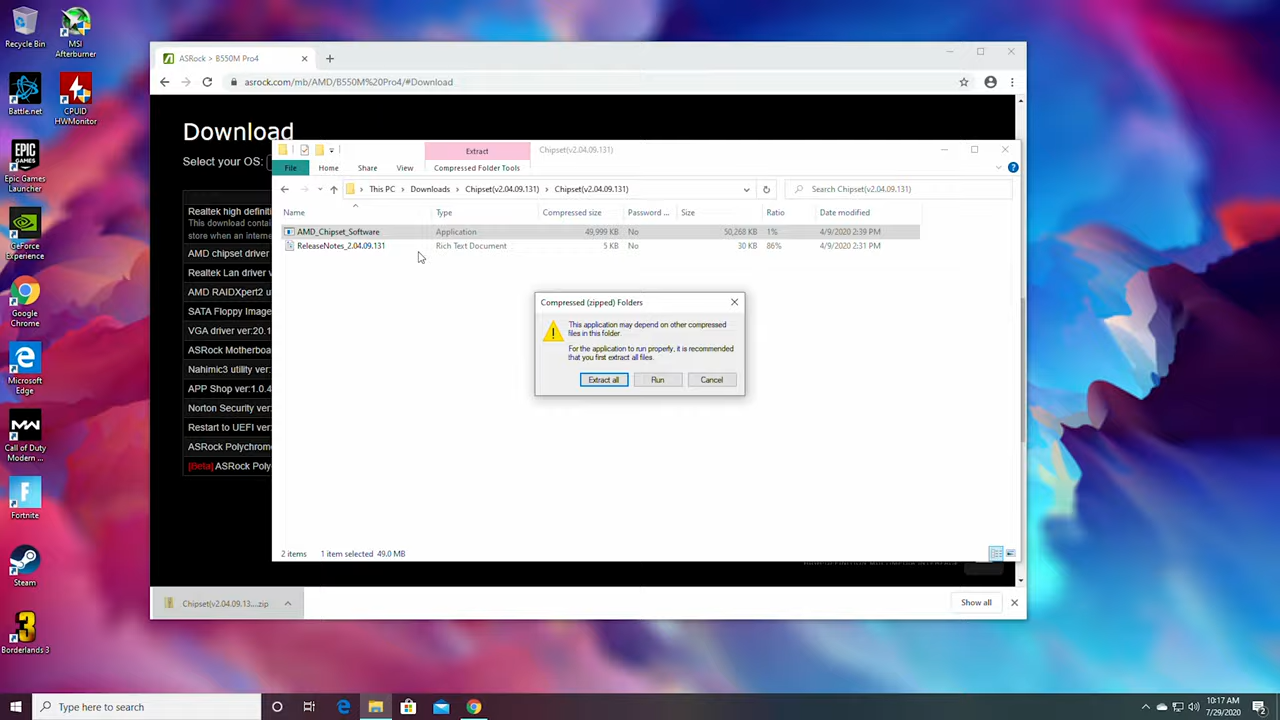 Recycle Bin
MSI
Afterburner
Battle.net
CPUID
HWMonitor
Epic Games
Launcher
GeForce
Experience
Google
Chrome
Microsoft
Edge
Call of Duty
Modern ...
Fortnite
Steam
Borderlands 3
ASRock > B550M Pro4
asrock.com/mb/AMD/B550M%20Pro4/#Download
Download
Select your OS:
Realtek high definiti
This download contai
store when an interne
AMD chipset driver
Realtek Lan driver v
AMD RAIDXpert2 u
SATA Floppy Image
VGA driver ver:20.1
ASRock Motherboa
Nahimic3 utility ver:
APP Shop ver:1.0.4
Norton Security ver:
Restart to UEFI ver:
ASRock Polychrome
[Beta] ASRock Poly
Extract
Chipset(v2.04.09.131)
File Home Share View Compressed Folder Tools
This PC > Downloads > Chipset(v2.04.09.131) > Chipset(v2.04.09.131)
Search Chipset(v2.04.09.131)
Name Type Compressed size Password ... Size Ratio Date modified
AMD_Chipset_Software Application 49,999 KB No 50,268 KB 1% 4/9/2020 2:39 PM
ReleaseNotes_2.04.09.131 Rich Text Document 5 KB No 30 KB 86% 4/9/2020 2:31 PM
Compressed (zipped) Folders
This application may depend on other compressed
files in this folder.
For the application to run properly, it is recommended
that you first extract all files.
Extract all Run Cancel
2 items 1 item selected 49.0 MB
Chipset(v2.04.09.13....zip
Show all
Type here to search
10:17 AM
7/29/2020
2